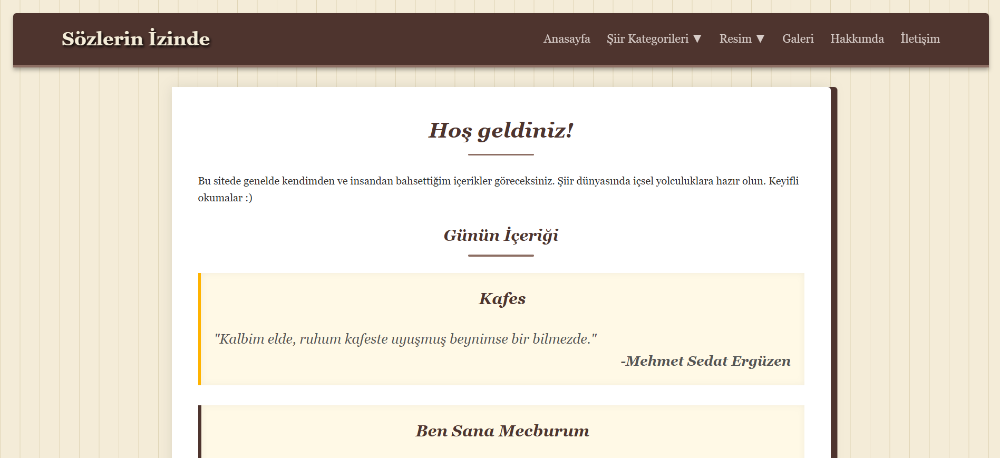 Sözlerin İzinde
Anasayfa Şiir Kategorileri ▼ Resim ▼ Galeri Hakkımda İletişim
Hoş geldiniz!
Bu sitede genelde kendimden ve insandan bahsettiğim içerikler göreceksiniz. Şiir dünyasında içsel yolculuklara hazır olun. Keyifli
okumalar :)
Günün İçeriği
Kafes
"Kalbim elde, ruhum kafeste uyuşmuş beynimse bir bilmezde."
-Mehmet Sedat Ergüzen
Ben Sana Mecburum